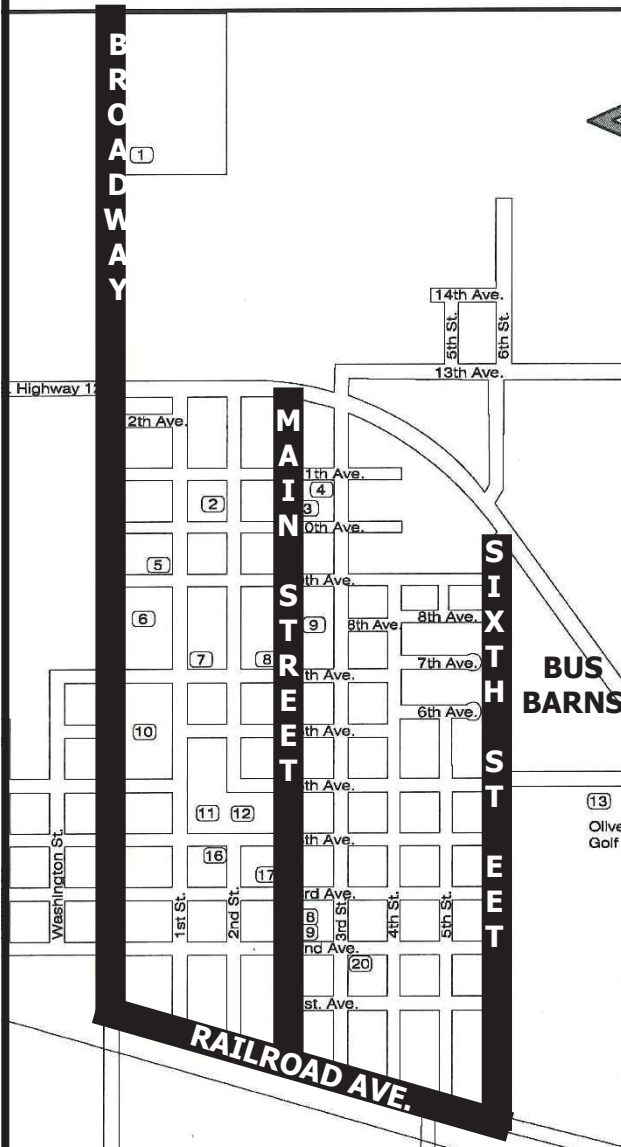 BROADWAY
1
14th Ave.
5th St.
6th St.
13th Ave.
Highway 12
MAIN STREET
2th Ave.
1th Ave.
4
2
3
0th Ave.
SIXTH ST EET
5
th Ave.
6
9
8th Ave.
8th Ave.
7
8
7th Ave.
th Ave.
BUS
BARNS
6th Ave.
10
th Ave.
th Ave.
13
11
12
Olive
Golf
th Ave.
16
17
Washington St.
1st St.
2nd St.
rd Ave.
3rd St.
4th St.
5th St.
8
9
nd Ave.
20
st. Ave.
RAILROAD AVE.